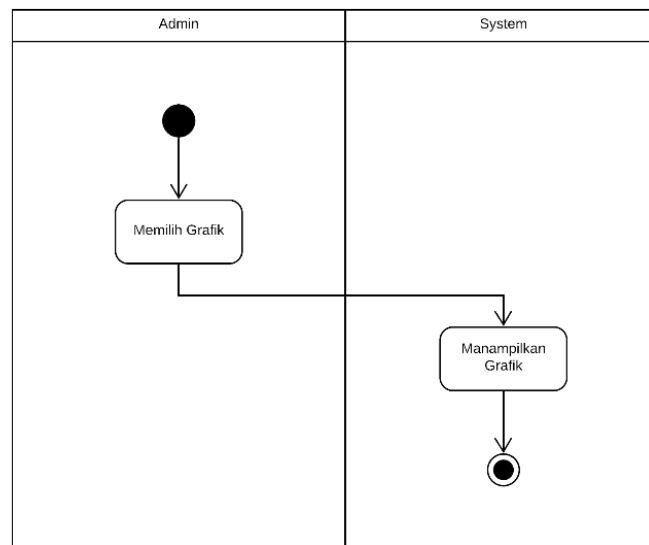 Admin
System
Memilih Grafik
Manampilkan
Grafik